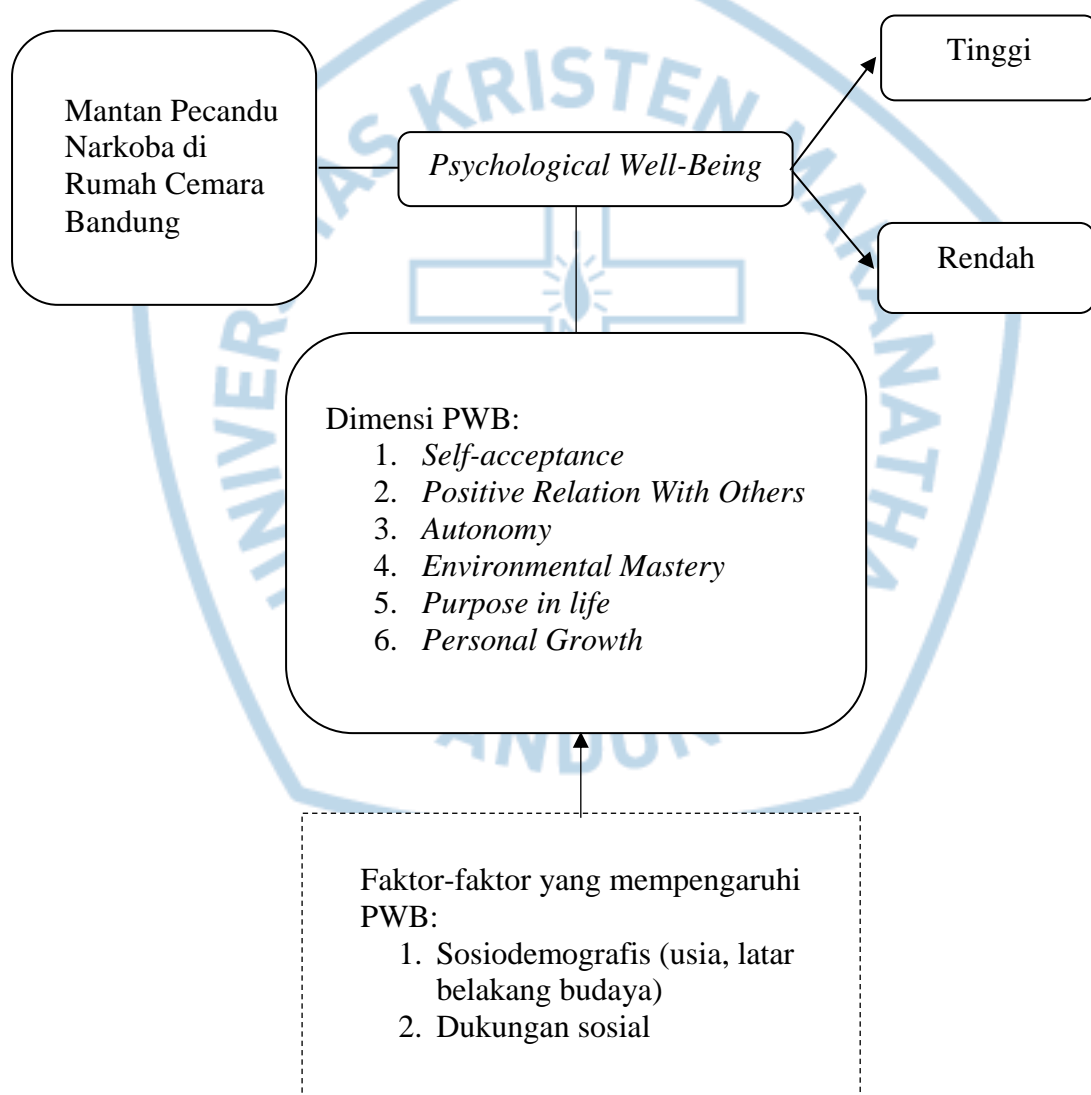 Mantan Pecandu
Narkoba di
Rumah Cemara
Bandung
Psychological Well-Being
Tinggi
Rendah
Dimensi PWB:
1. Self-acceptance
2. Positive Relation With Others
3. Autonomy
4. Environmental Mastery
5. Purpose in life
6. Personal Growth
Faktor-faktor yang mempengaruhi
PWB:
1. Sosiodemografis (usia, latar
belakang budaya)
2. Dukungan sosial
KRISTEN